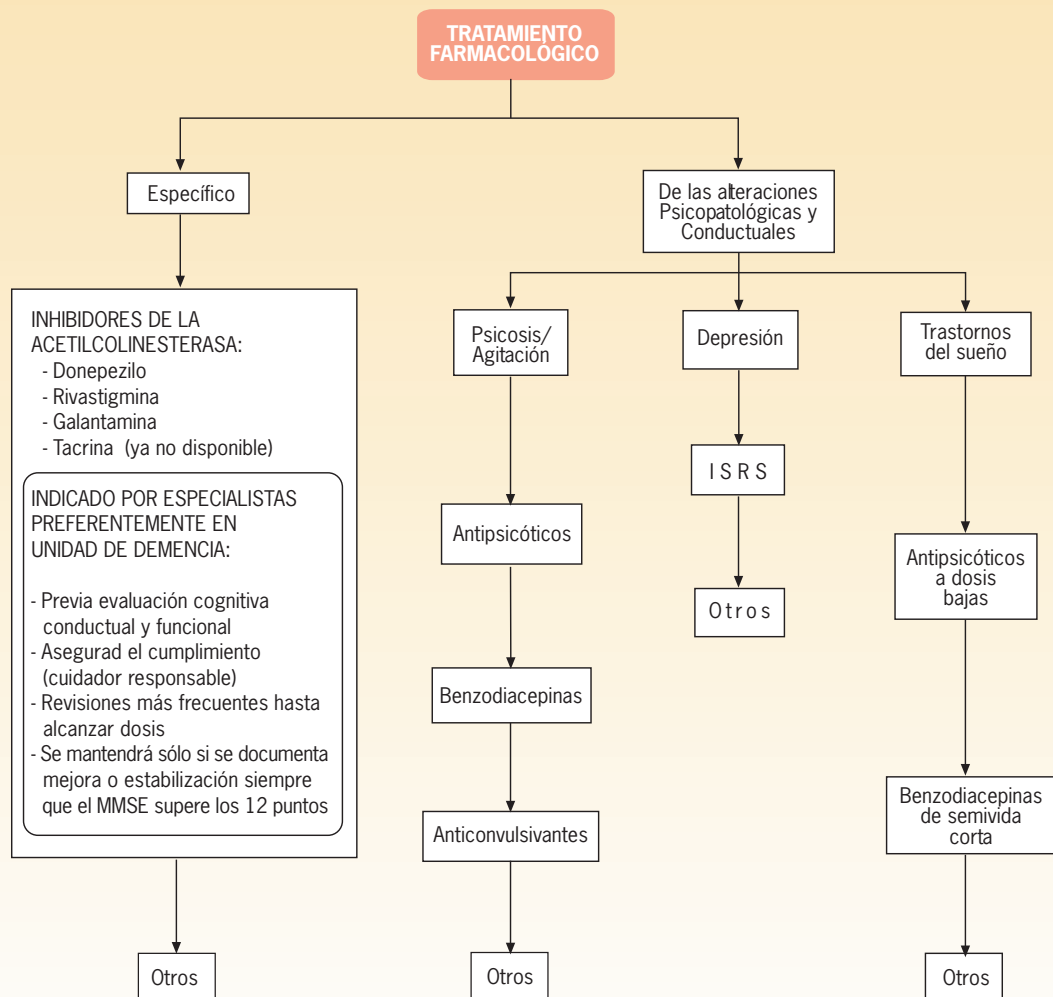 TRATAMIENTO
FARMACOLÓGICO
Específico
INHIBIDORES DE LA
ACETILCOLINESTERASA:
- Donepezilo
- Rivastigmina
- Galantamina
- Tacrina (ya no disponible)
INDICADO POR ESPECIALISTAS
PREFERENTEMENTE EN
UNIDAD DE DEMENCIA:
- Previa evaluación cognitiva
conductual y funcional
- Asegurad el cumplimiento
(cuidador responsable)
- Revisiones más frecuentes hasta
alcanzar dosis
- Se mantendrá sólo si se documenta
mejora o estabilización siempre
que el MMSE supere los 12 puntos
Otros
De las alteraciones
Psicopatológicas y
Conductuales
Psicosis/
Agitación
Antipsicóticos
Benzodiacepinas
Anticonvulsivantes
Otros
Depresión
ISRS
Otros
Trastornos
del sueño
Antipsicóticos
a dosis
bajas
Benzodiacepinas
de semivida
corta
Otros